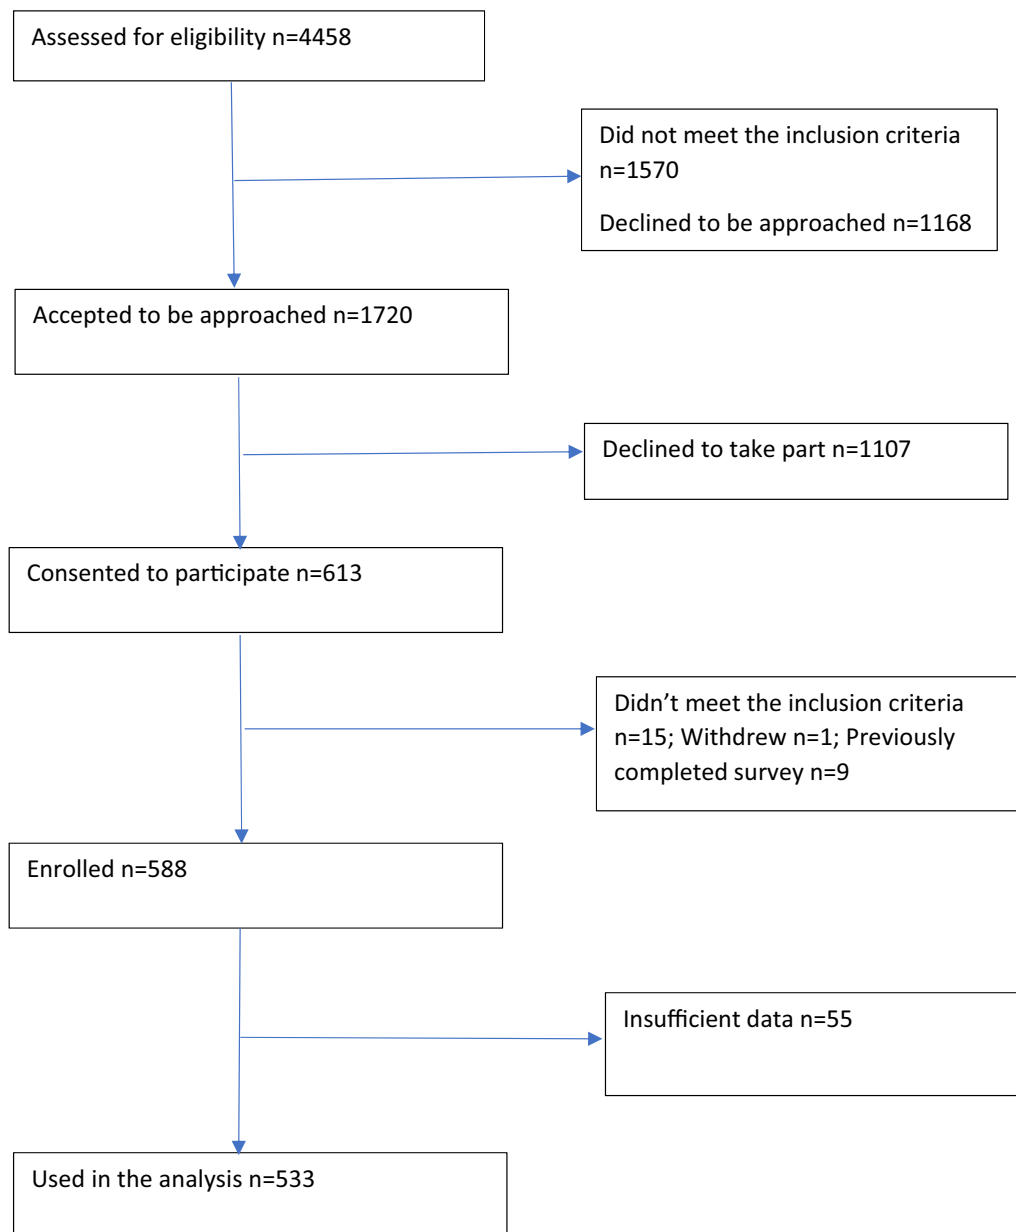 Assessed for eligibility n=4458
Did not meet the inclusion criteria
n=1570
Declined to be approached n=1168
Accepted to be approached n=1720
Declined to take part n=1107
Consented to participate n=613
Didn’t meet the inclusion criteria
n=15; Withdrew n=1; Previously
completed survey n=9
Enrolled n=588
Insufficient data n=55
Used in the analysis n=533